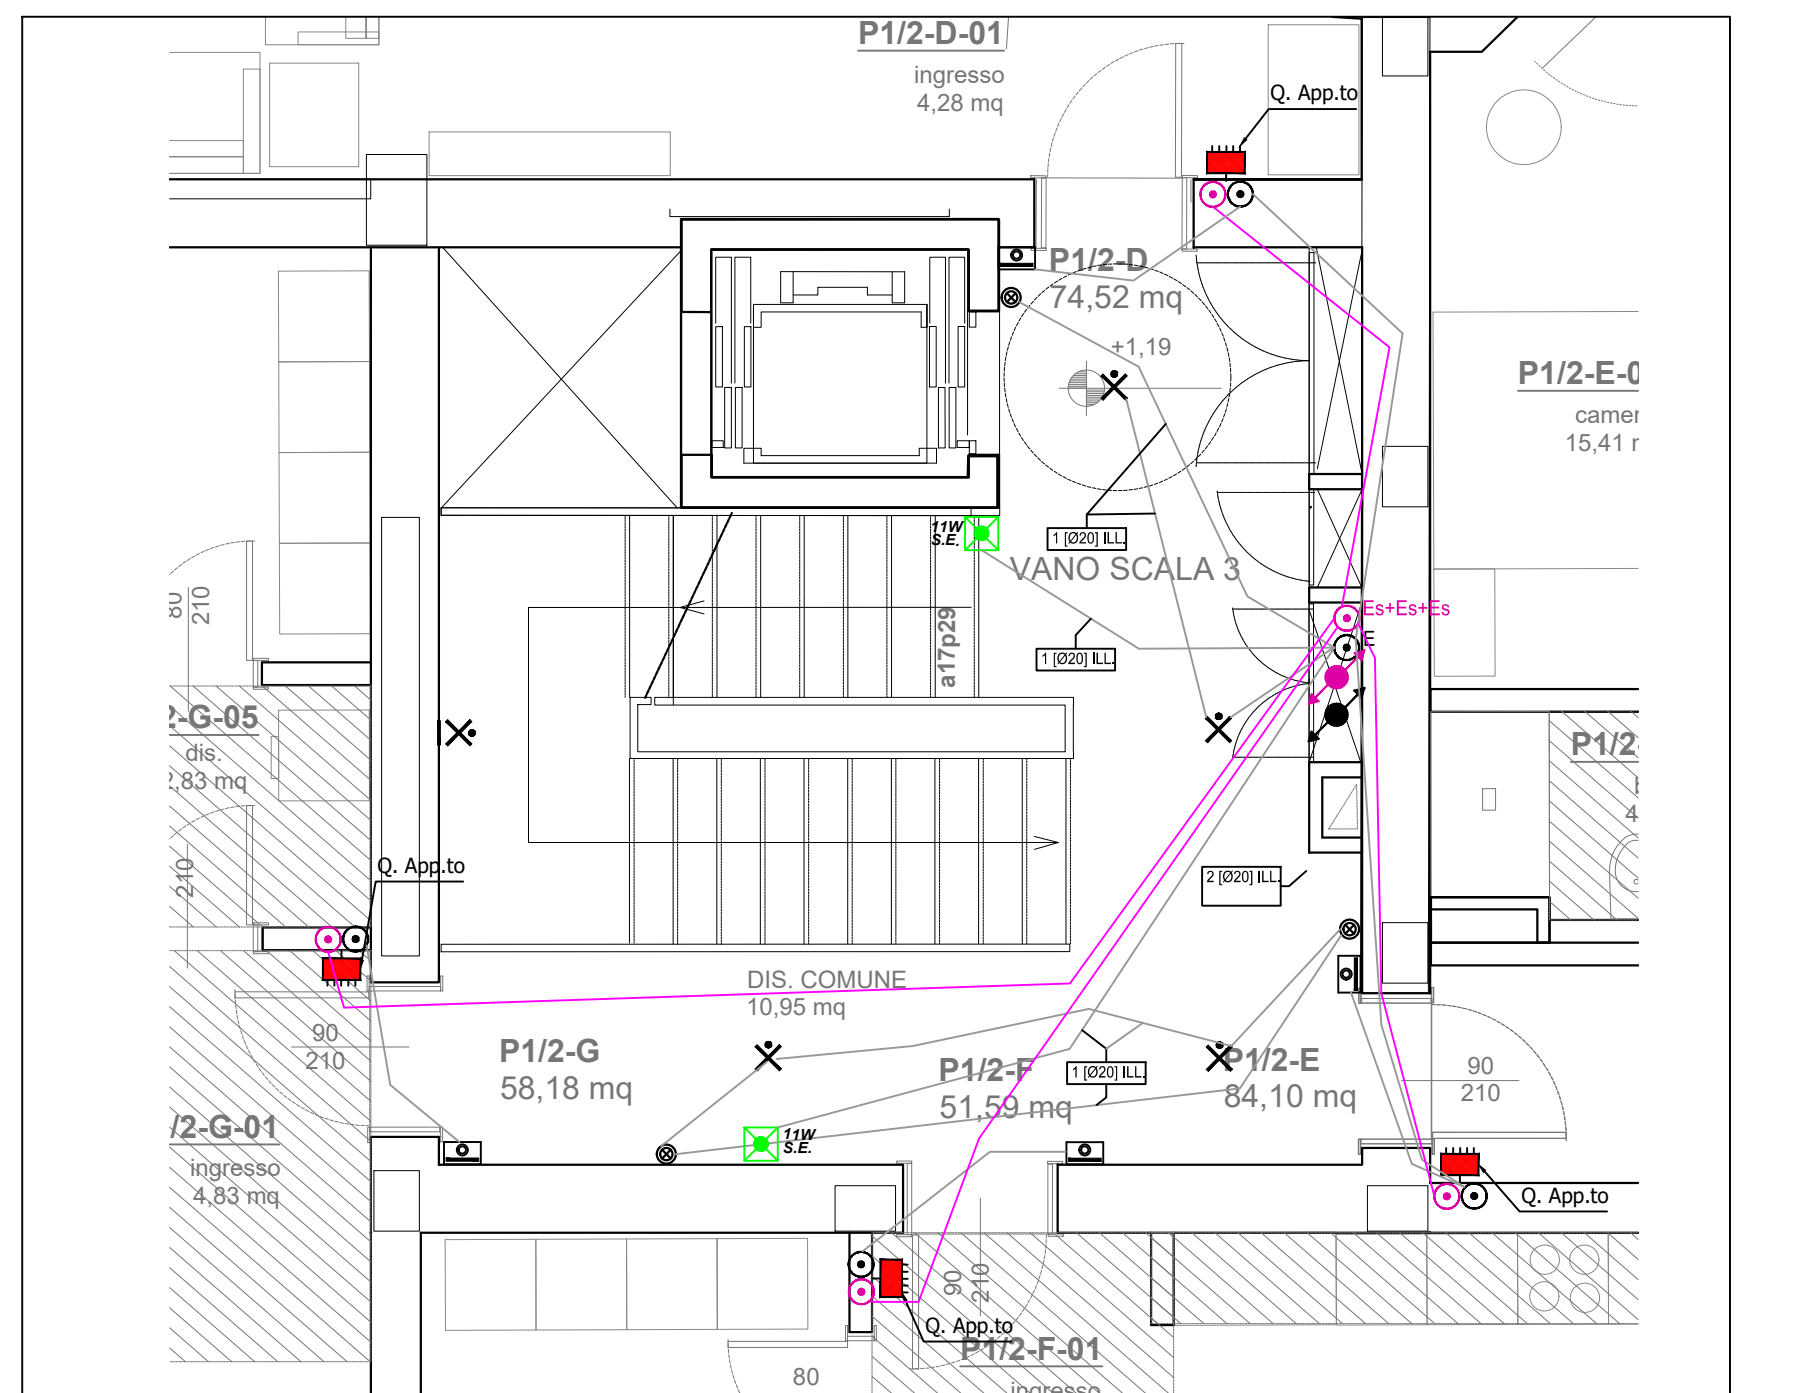 P1/2-D-01
ingresso
4,28 mq
Q. App.to
P1/2-D
74,52 mq
+1,19
P1/2-E-0
camer
15,41 r
11W
S.E.
1 [Ø20] ILL.
VANO SCALA 3
80
210
a17p29
Es+Es+Es
E
1 [Ø20] ILL.
2-G-05
dis.
2,83 mq
P1/2-
4
210
Q. App.to
2 [Ø20] ILL.
DIS. COMUNE
10,95 mq
90
210
P1/2-G
58,18 mq
P1/2-F
51,59 mq
1 [Ø20] ILL.
P1/2-E
84,10 mq
90
210
/2-G-01
ingresso
4,83 mq
11W
S.E.
Q. App.to
90
210
Q. App.to
P1/2-F-01
80
ingresso